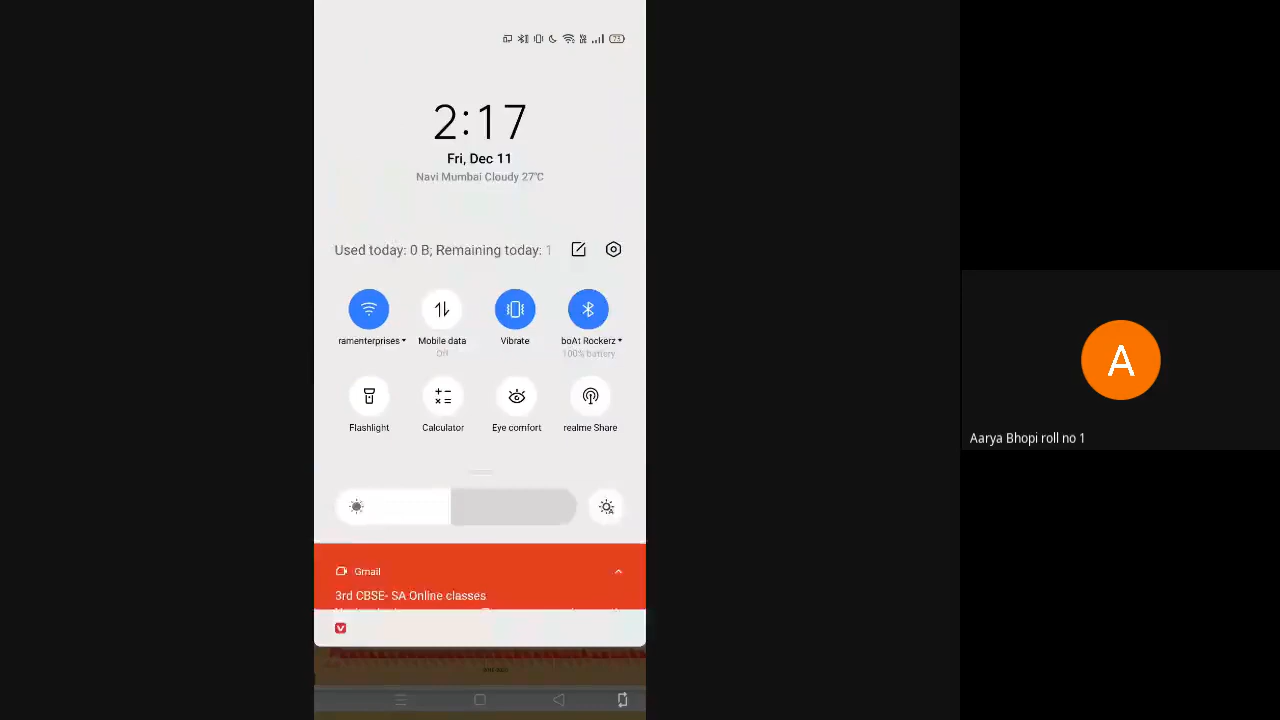 73
2:17
Fri, Dec 11
Navi Mumbai Cloudy 27°C
Used today: 0 B; Remaining today: 1
ramenterprises Mobile data Vibrate boAt Rockerz
Off 100% battery
Flashlight Calculator Eye comfort realme Share
Gmail
3rd CBSE- SA Online classes
A
Aarya Bhopi roll no 1